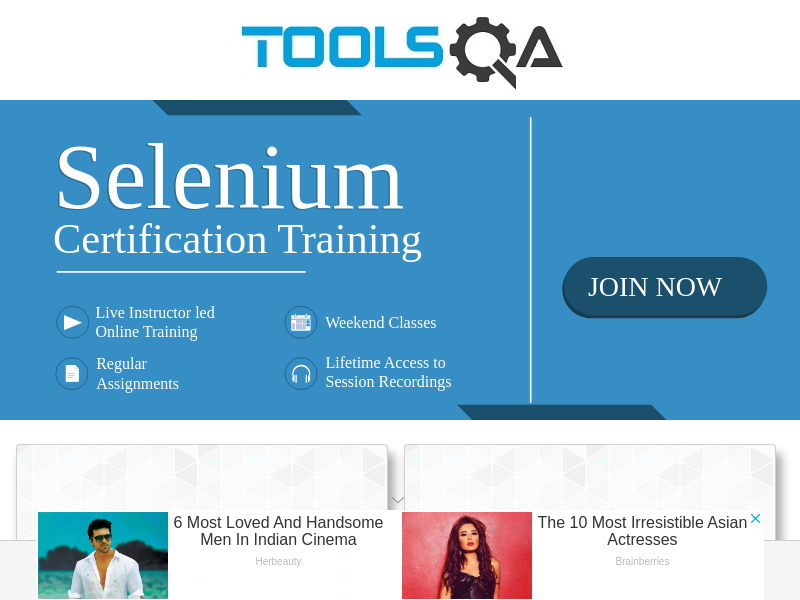 TOOLSQA
Selenium
Certification Training
Live Instructor led
Online Training
Weekend Classes
Regular
Assignments
Lifetime Access to
Session Recordings
JOIN NOW
6 Most Loved And Handsome
Men In Indian Cinema
Herbeauty
The 10 Most Irresistible Asian
Actresses
Brainberries